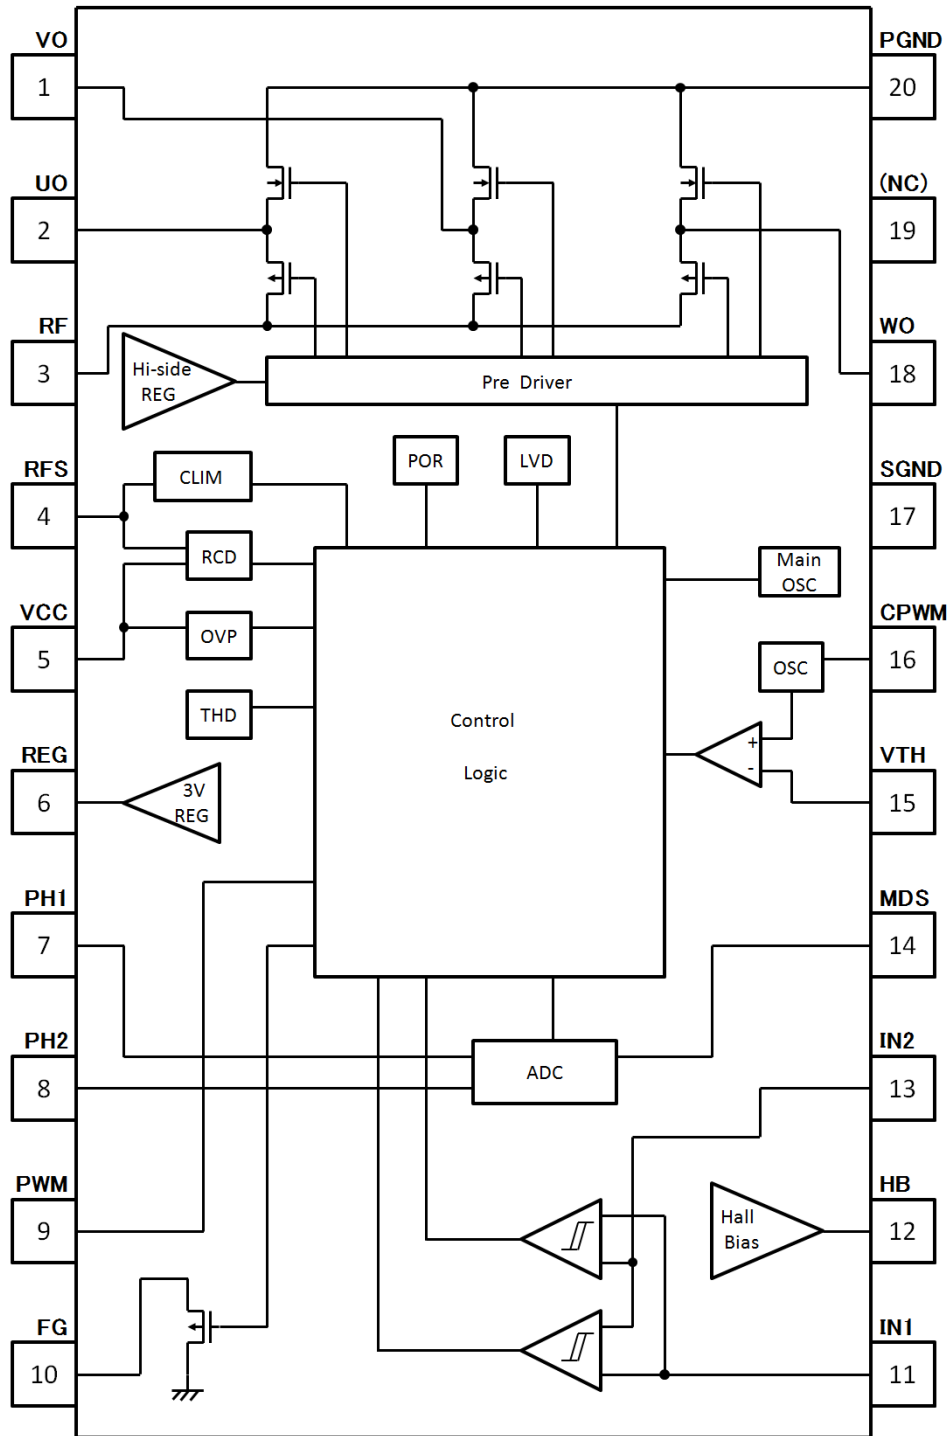 VO
1
PGND
20
UO
2
(NC)
19
RF
3
Hi-side
REG
Pre Driver
WO
18
RFS
4
CLIM
POR
LVD
SGND
17
RCD
Main
OSC
VCC
5
OVP
OSC
CPWM
16
THD
Control
Logic
+
-
REG
6
3V
REG
VTH
15
PH1
7
MDS
14
PH2
8
ADC
IN2
13
PWM
9
Hall
Bias
HB
12
FG
10
IN1
11